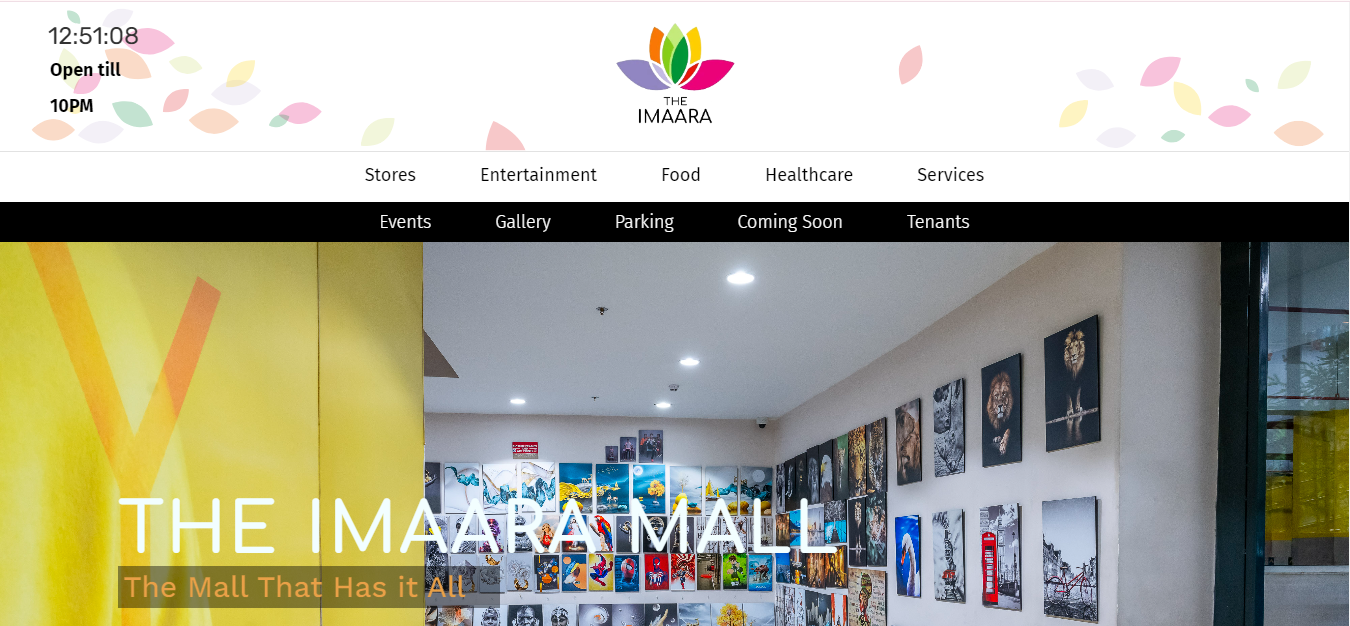 12:51:08
Open till
10PM
THE
IMAARA
Stores Entertainment Food Healthcare Services
Events Gallery Parking Coming Soon Tenants
THE IMAARA MALL
The Mall That Has it All